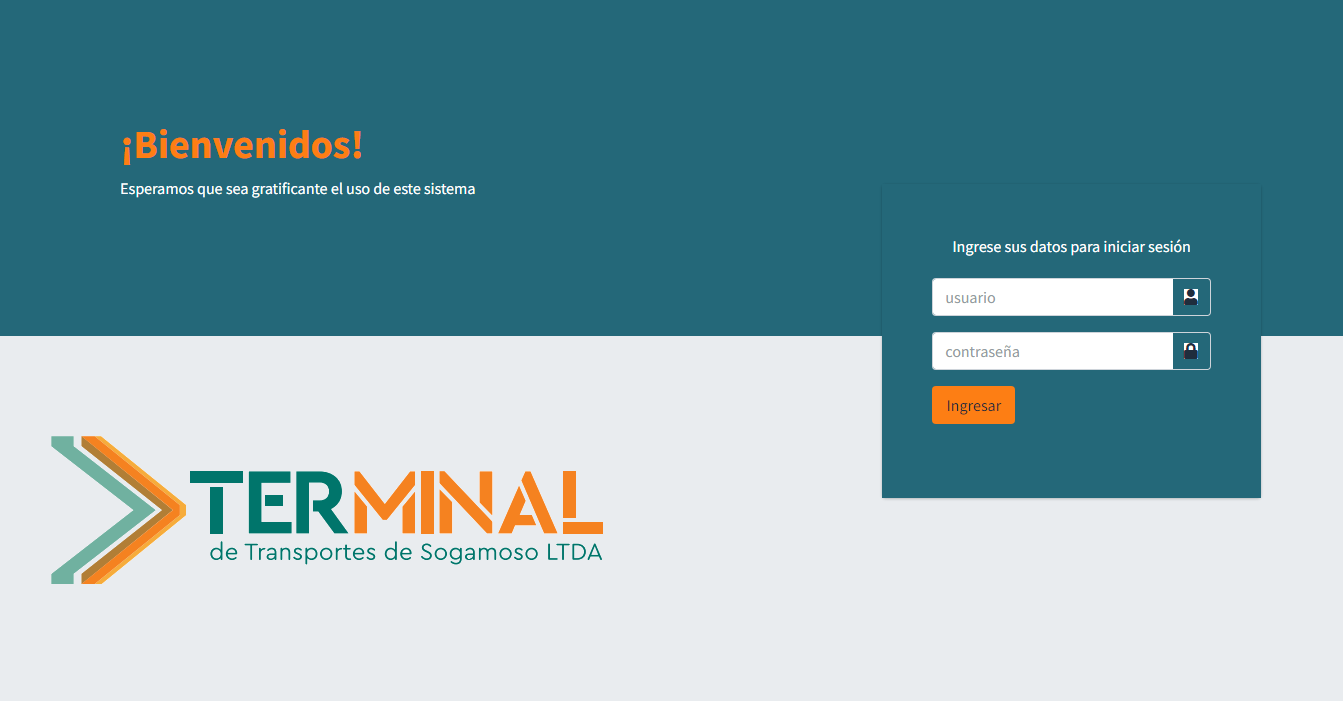 ¡Bienvenidos!
Esperamos que sea gratificante el uso de este sistema
Ingrese sus datos para iniciar sesión
usuario
contraseña
Ingresar
TERMINAL
de Transportes de Sogamoso LTDA